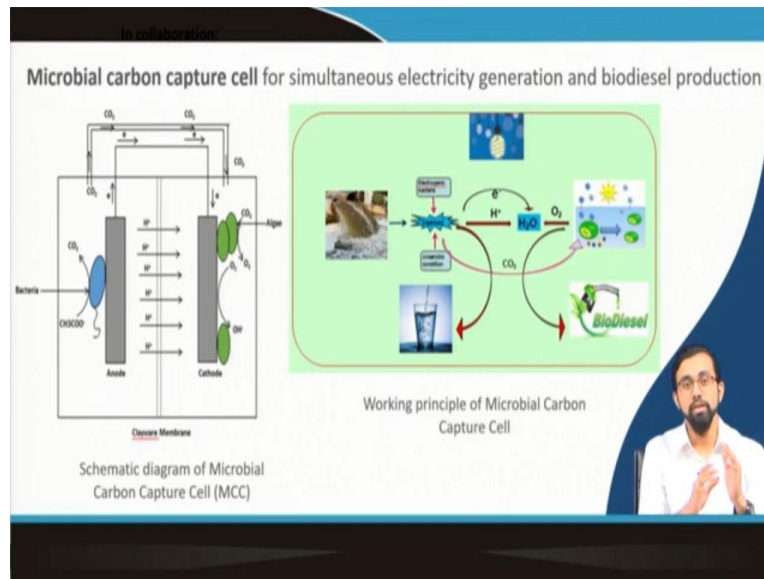 In collaboration:
Microbial carbon capture cell for simultaneous electricity generation and biodiesel production
CO₂ CO₂
e⁻ e⁻
CO₂
CO₂
e⁻ e⁻
H⁺
CO₂ Algae
CO₂
H⁺
O₂ O₂
Bacteria
H⁺
H⁺
CH3COO⁻
H⁺
OH⁻
H⁺
Anode Cathode
Clayware Membrane
Schematic diagram of Microbial
Carbon Capture Cell (MCC)
Electrogenic
bacteria
e⁻
H⁺ H₂O O₂
Anaerobic
condition
CO₂
BioDiesel
Working principle of Microbial Carbon
Capture Cell